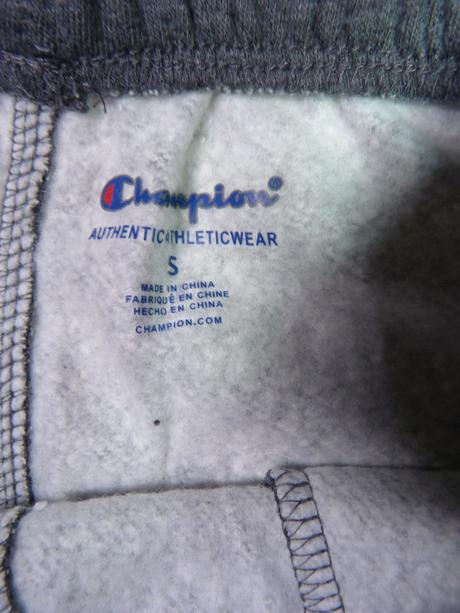 Champion®
AUTHENTIC ATHLETICWEAR
S
MADE IN CHINA
FABRIQUÉ EN CHINE
HECHO EN CHINA
CHAMPION.COM